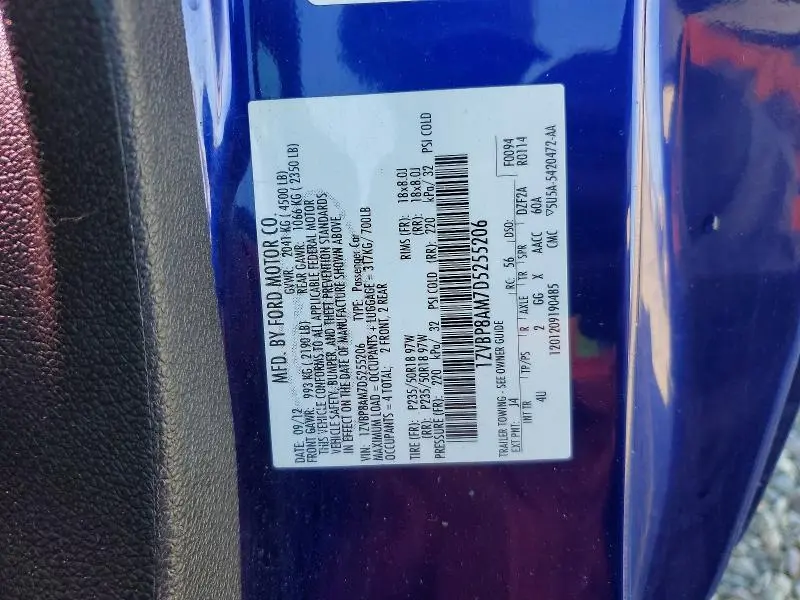 MFD. BY FORD MOTOR CO.
DATE: 09/12 GVWR: 2041 KG ( 4500 LB)
FRONT GAWR: 993 KG ( 2190 LB) REAR GAWR: 1066 KG ( 2350 LB)
THIS VEHICLE CONFORMS TO ALL APPLICABLE FEDERAL MOTOR
VEHICLE SAFETY, BUMPER, AND THEFT PREVENTION STANDARDS
IN EFFECT ON THE DATE OF MANUFACTURE SHOWN ABOVE.
VIN: 1ZVBP8AM7D5255206 TYPE: Passenger Car
MAXIMUM LOAD = OCCUPANTS + LUGGAGE = 317KG/ 700LB
OCCUPANTS = 4 TOTAL: 2 FRONT, 2 REAR
TIRE (FR): P235/50R18 97W RIMS (FR): 18x8.0J
(RR): P235/50R18 97W (RR): 18x8.0J
PRESSURE (FR): 220 kPa/ 32 PSI COLD (RR): 220 kPa/ 32 PSI COLD
1ZVBP8AM7D5255206
TRAILER TOWING - SEE OWNER GUIDE
EXT PNT: J4 RC: 56 DSO: F0094
INT TR TP/PS R AXLE TR SPR DZF2A R0114
4U 2 GG X AACC 60A
12012091904B5 CMC ▽5U5A-5420472-AA